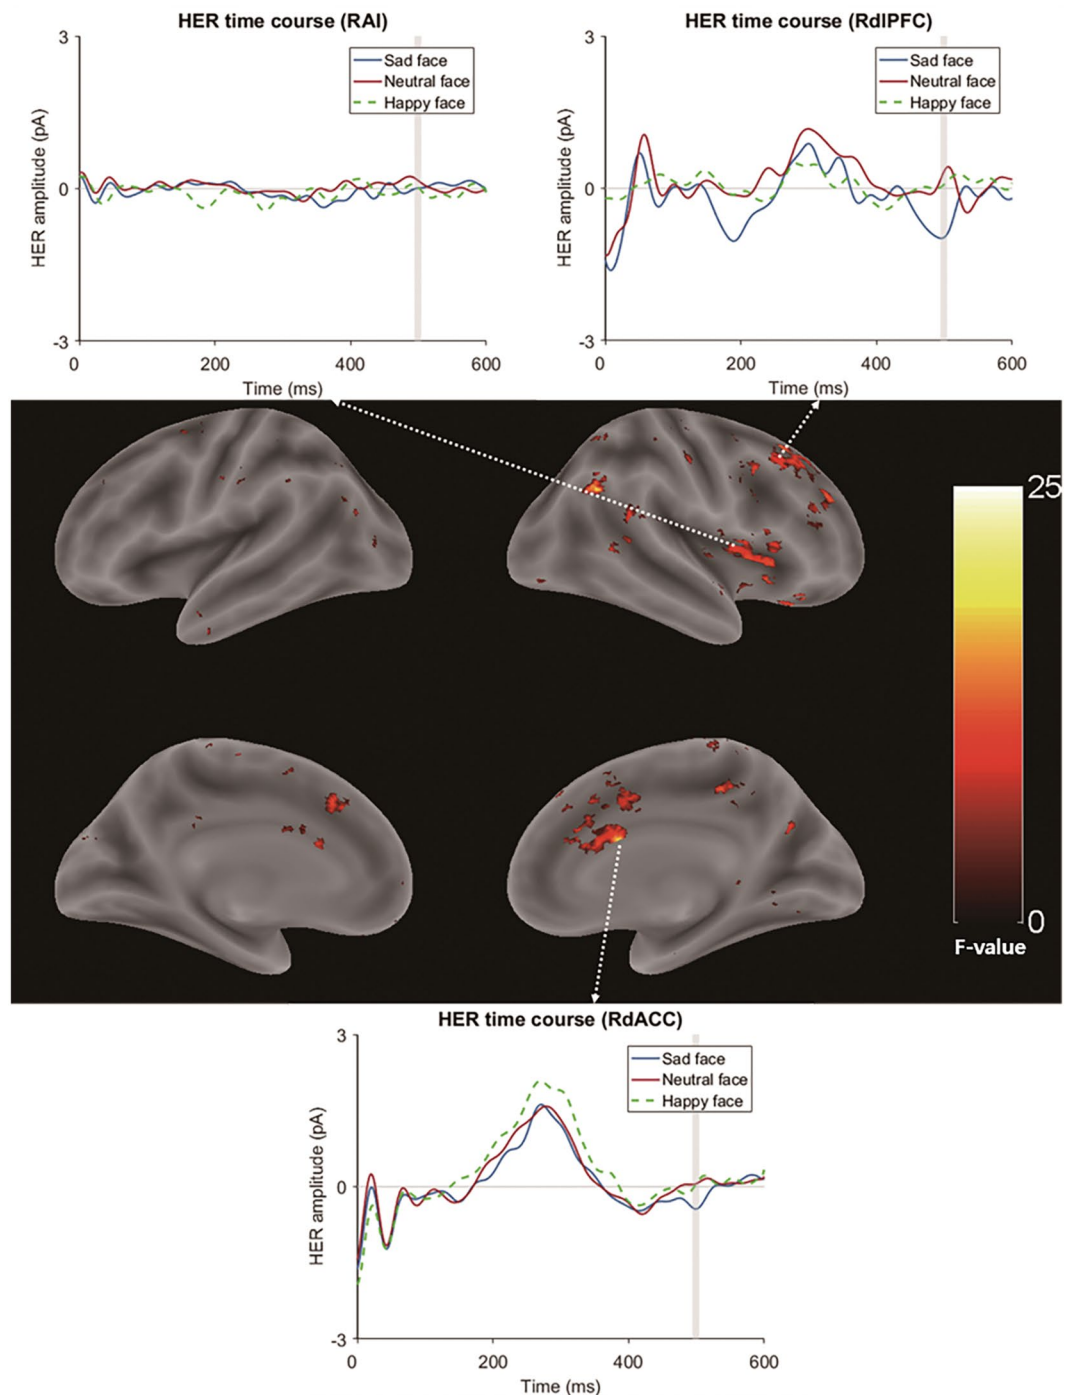 HER time course (RAI)
3
0
-3
HER amplitude (pA)
Sad face
Neutral face
Happy face
0 200 400 600
Time (ms)
HER time course (RdlPFC)
3
0
-3
HER amplitude (pA)
Sad face
Neutral face
Happy face
0 200 400 600
Time (ms)
25
0
F-value
HER time course (RdACC)
3
0
-3
HER amplitude (pA)
Sad face
Neutral face
Happy face
0 200 400 600
Time (ms)